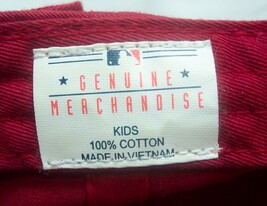 GENUINE
MERCHANDISE
KIDS
100% COTTON
MADE IN VIETNAM